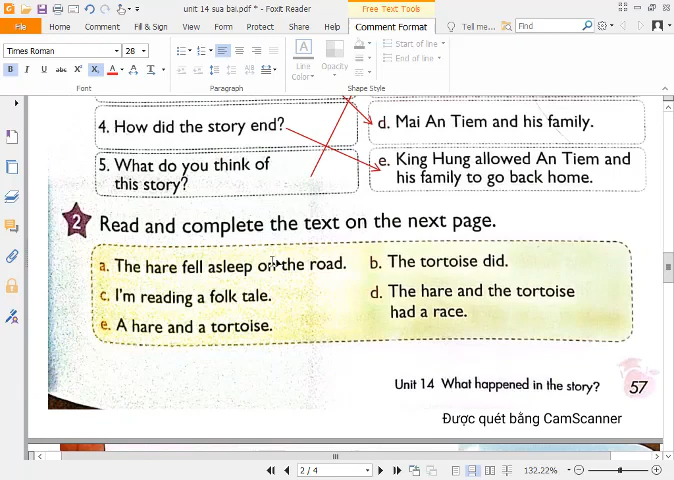 unit 14 sua bai.pdf * - Foxit Reader
Free Text Tools
File Home Comment Fill & Sign View Form Protect Share Help Comment Format Tell me... Find
Times Roman 28
Start of line
End of line
B I U abc X² X₂ A T
Line Color
Opacity
Font Paragraph Shape Style
4. How did the story end?
d. Mai An Tiem and his family.
5. What do you think of
this story?
e. King Hung allowed An Tiem and
his family to go back home.
2 Read and complete the text on the next page.
a. The hare fell asleep on the road.
b. The tortoise did.
c. I'm reading a folk tale.
d. The hare and the tortoise
had a race.
e. A hare and a tortoise.
Unit 14 What happened in the story? 57
Được quét bằng CamScanner
2 / 4
132.22%